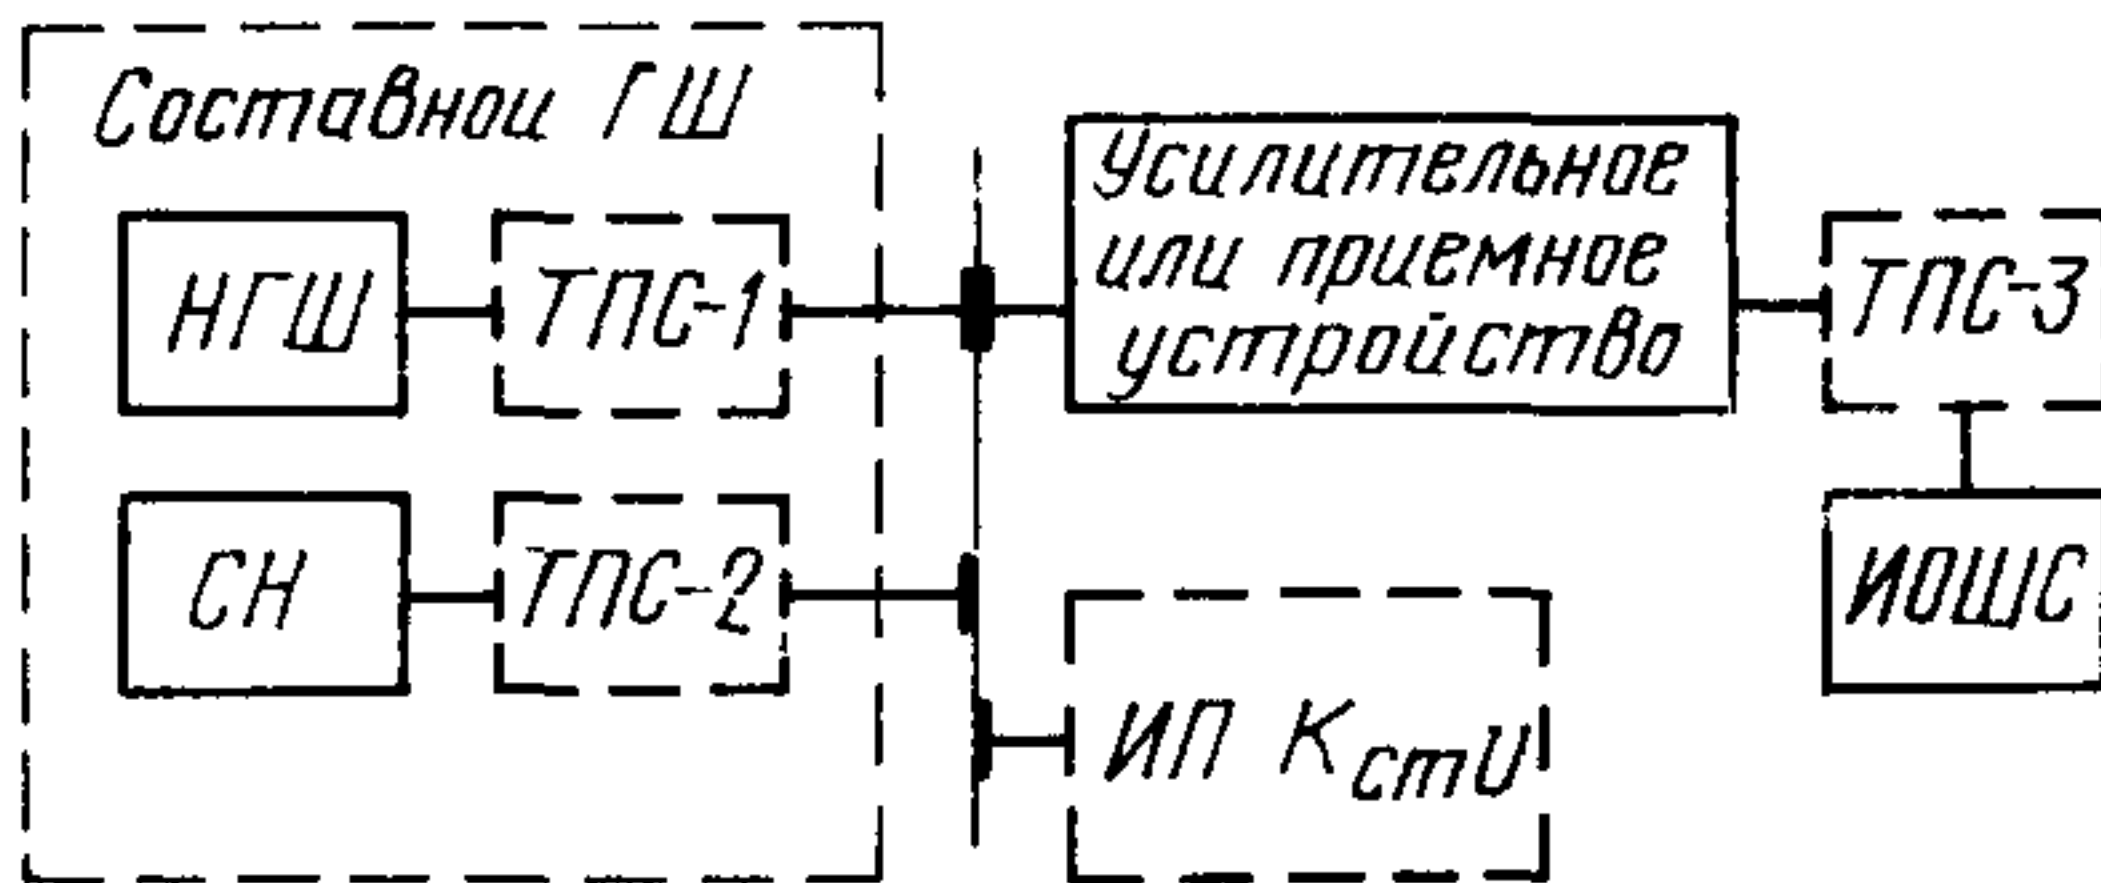 Составной ГШ
Усилительное
или приемное
устройство
НГШ
ТПС-1
ТПС-3
СН
ТПС-2
ИОШС
ИП КстU